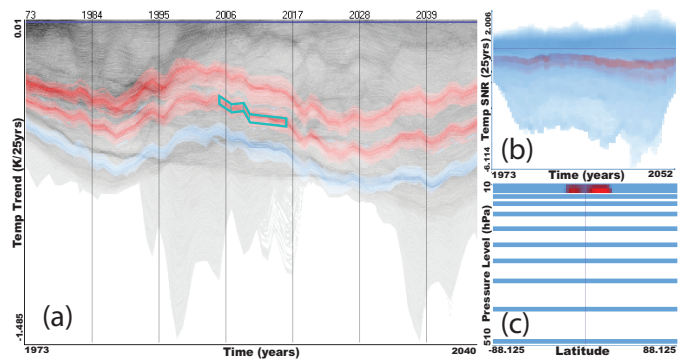 0.01
73 1984 1995 2006 2017 2028 2039
Temp Trend (K/25yrs)
-1.485
(a)
1973 Time (years) 2040
2,006
Temp SNR (25yrs)
-6.114
(b)
1973 Time (years) 2052
10
Pressure Level (hPa)
510
(c)
-88.125 Latitude 88.125